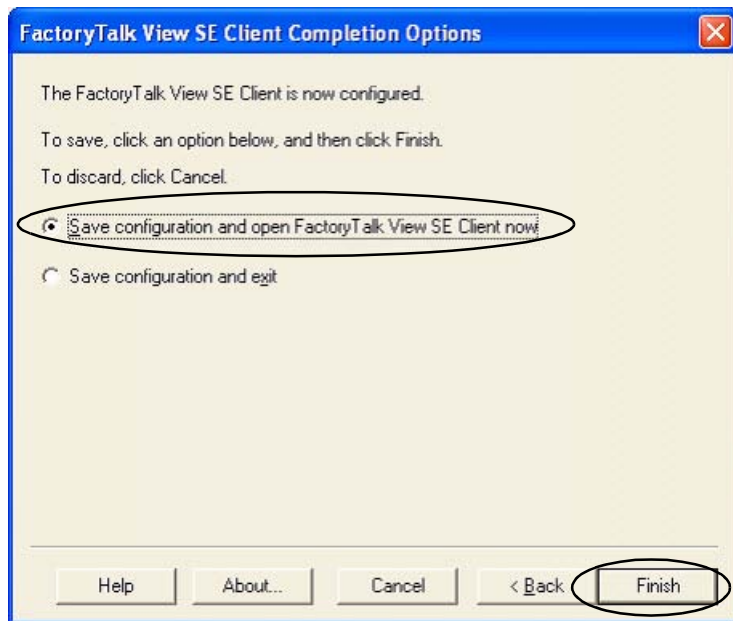 FactoryTalk View SE Client Completion Options
The FactoryTalk View SE Client is now configured.
To save, click an option below, and then click Finish.
To discard, click Cancel.
Save configuration and open FactoryTalk View SE Client now
Save configuration and exit
Help About... Cancel < Back Finish